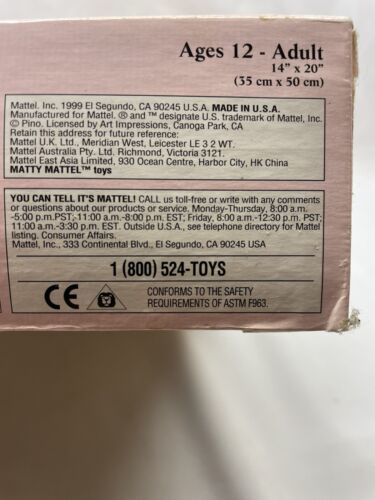 Ages 12 - Adult
14" x 20"
(35 cm x 50 cm)
Mattel. Inc. 1999 El Segundo, CA 90245 U.S.A. MADE IN U.S.A.
Manufactured for Mattel. ® and ™ designate U.S. trademark of Mattel, Inc.
© Pino. Licensed by Art Impressions, Canoga Park, CA
Retain this address for future reference:
Mattel U.K. Ltd., Meridian West, Leicester LE 3 2 WT.
Mattel Australia Pty. Ltd. Richmond, Victoria 3121.
Mattel East Asia Limited, 930 Ocean Centre, Harbor City, HK China
MATTY MATTEL™ toys
YOU CAN TELL IT'S MATTEL! CALL us toll-free or write with any comments
or questions about our products or service. Monday-Thursday, 8:00 a.m.
-5:00 p.m.PST;-11:00 a.m.-8:00 p.m. EST; Friday, 8:00 a.m.-12:30 p.m. PST;
11:00 a.m.-3:30 p.m. EST. Outside U.S.A., see telephone directory for Mattel
listing. Consumer Affairs.
Mattel, Inc., 333 Continental Blvd., El Segundo, CA 90245 USA
1 (800) 524-TOYS
CE
CONFORMS TO THE SAFETY
REQUIREMENTS OF ASTM F963.